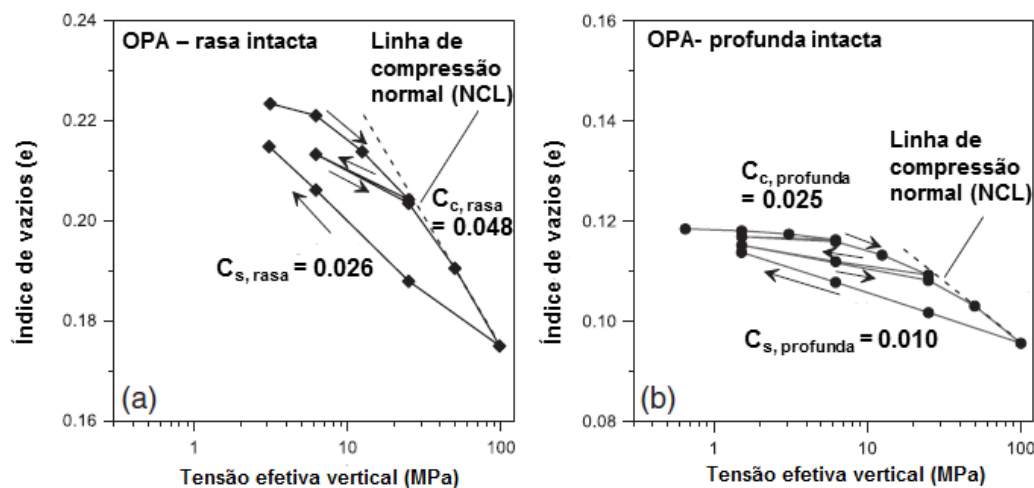 0.24
OPA – rasa intacta
Linha de
compressão
normal (NCL)
0.22
Índice de vazios (e)
0.20
C c, rasa
= 0.048
C s, rasa = 0.026
0.18
(a)
0.16
1
10
100
Tensão efetiva vertical (MPa)
0.16
OPA- profunda intacta
0.14
Linha de
compressão
normal (NCL)
Índice de vazios (e)
C c, profunda
= 0.025
0.12
0.10
C s, profunda = 0.010
(b)
0.08
1
10
100
Tensão efetiva vertical (MPa)